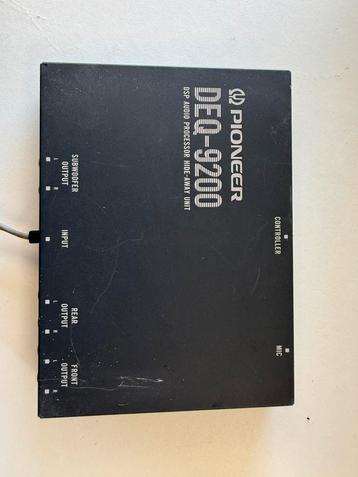 PIONEER
DEQ-9200
DSP AUDIO PROCESSOR HIDE-AWAY UNIT
CONTROLLER
MIC
SUBWOOFER
OUTPUT
L R
INPUT
REAR
OUTPUT
L R
FRONT
OUTPUT
L R